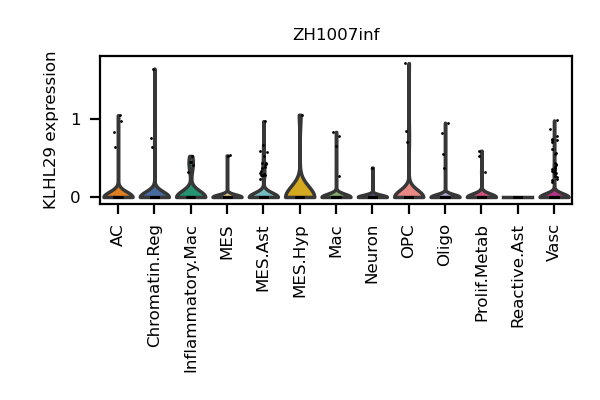 ZH1007inf
KLHL29 expression
1
0
AC
Chromatin.Reg
Inflammatory.Mac
MES
MES.Ast
MES.Hyp
Mac
Neuron
OPC
Oligo
Prolif.Metab
Reactive.Ast
Vasc